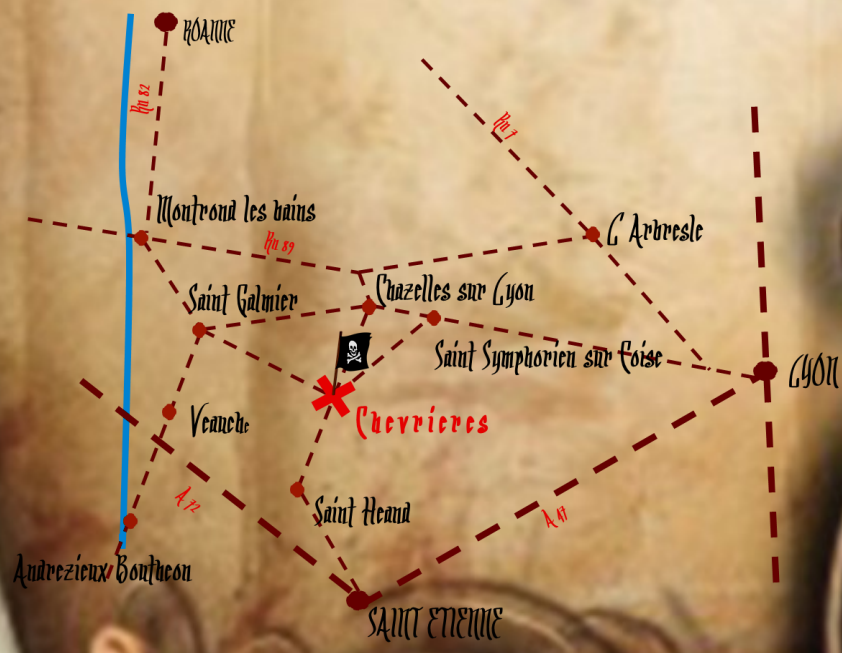 ROANNE
Rn 82
Rn 7
Montrond les bains
L'Arbresle
Rn 89
Saint Galmier
Chazelles sur Lyon
Saint Symphorien sur Coise
LYON
Chevrieres
Veauche
A 72
Saint Heand
A 47
Andrezieux Boutheon
SAINT ETIENNE